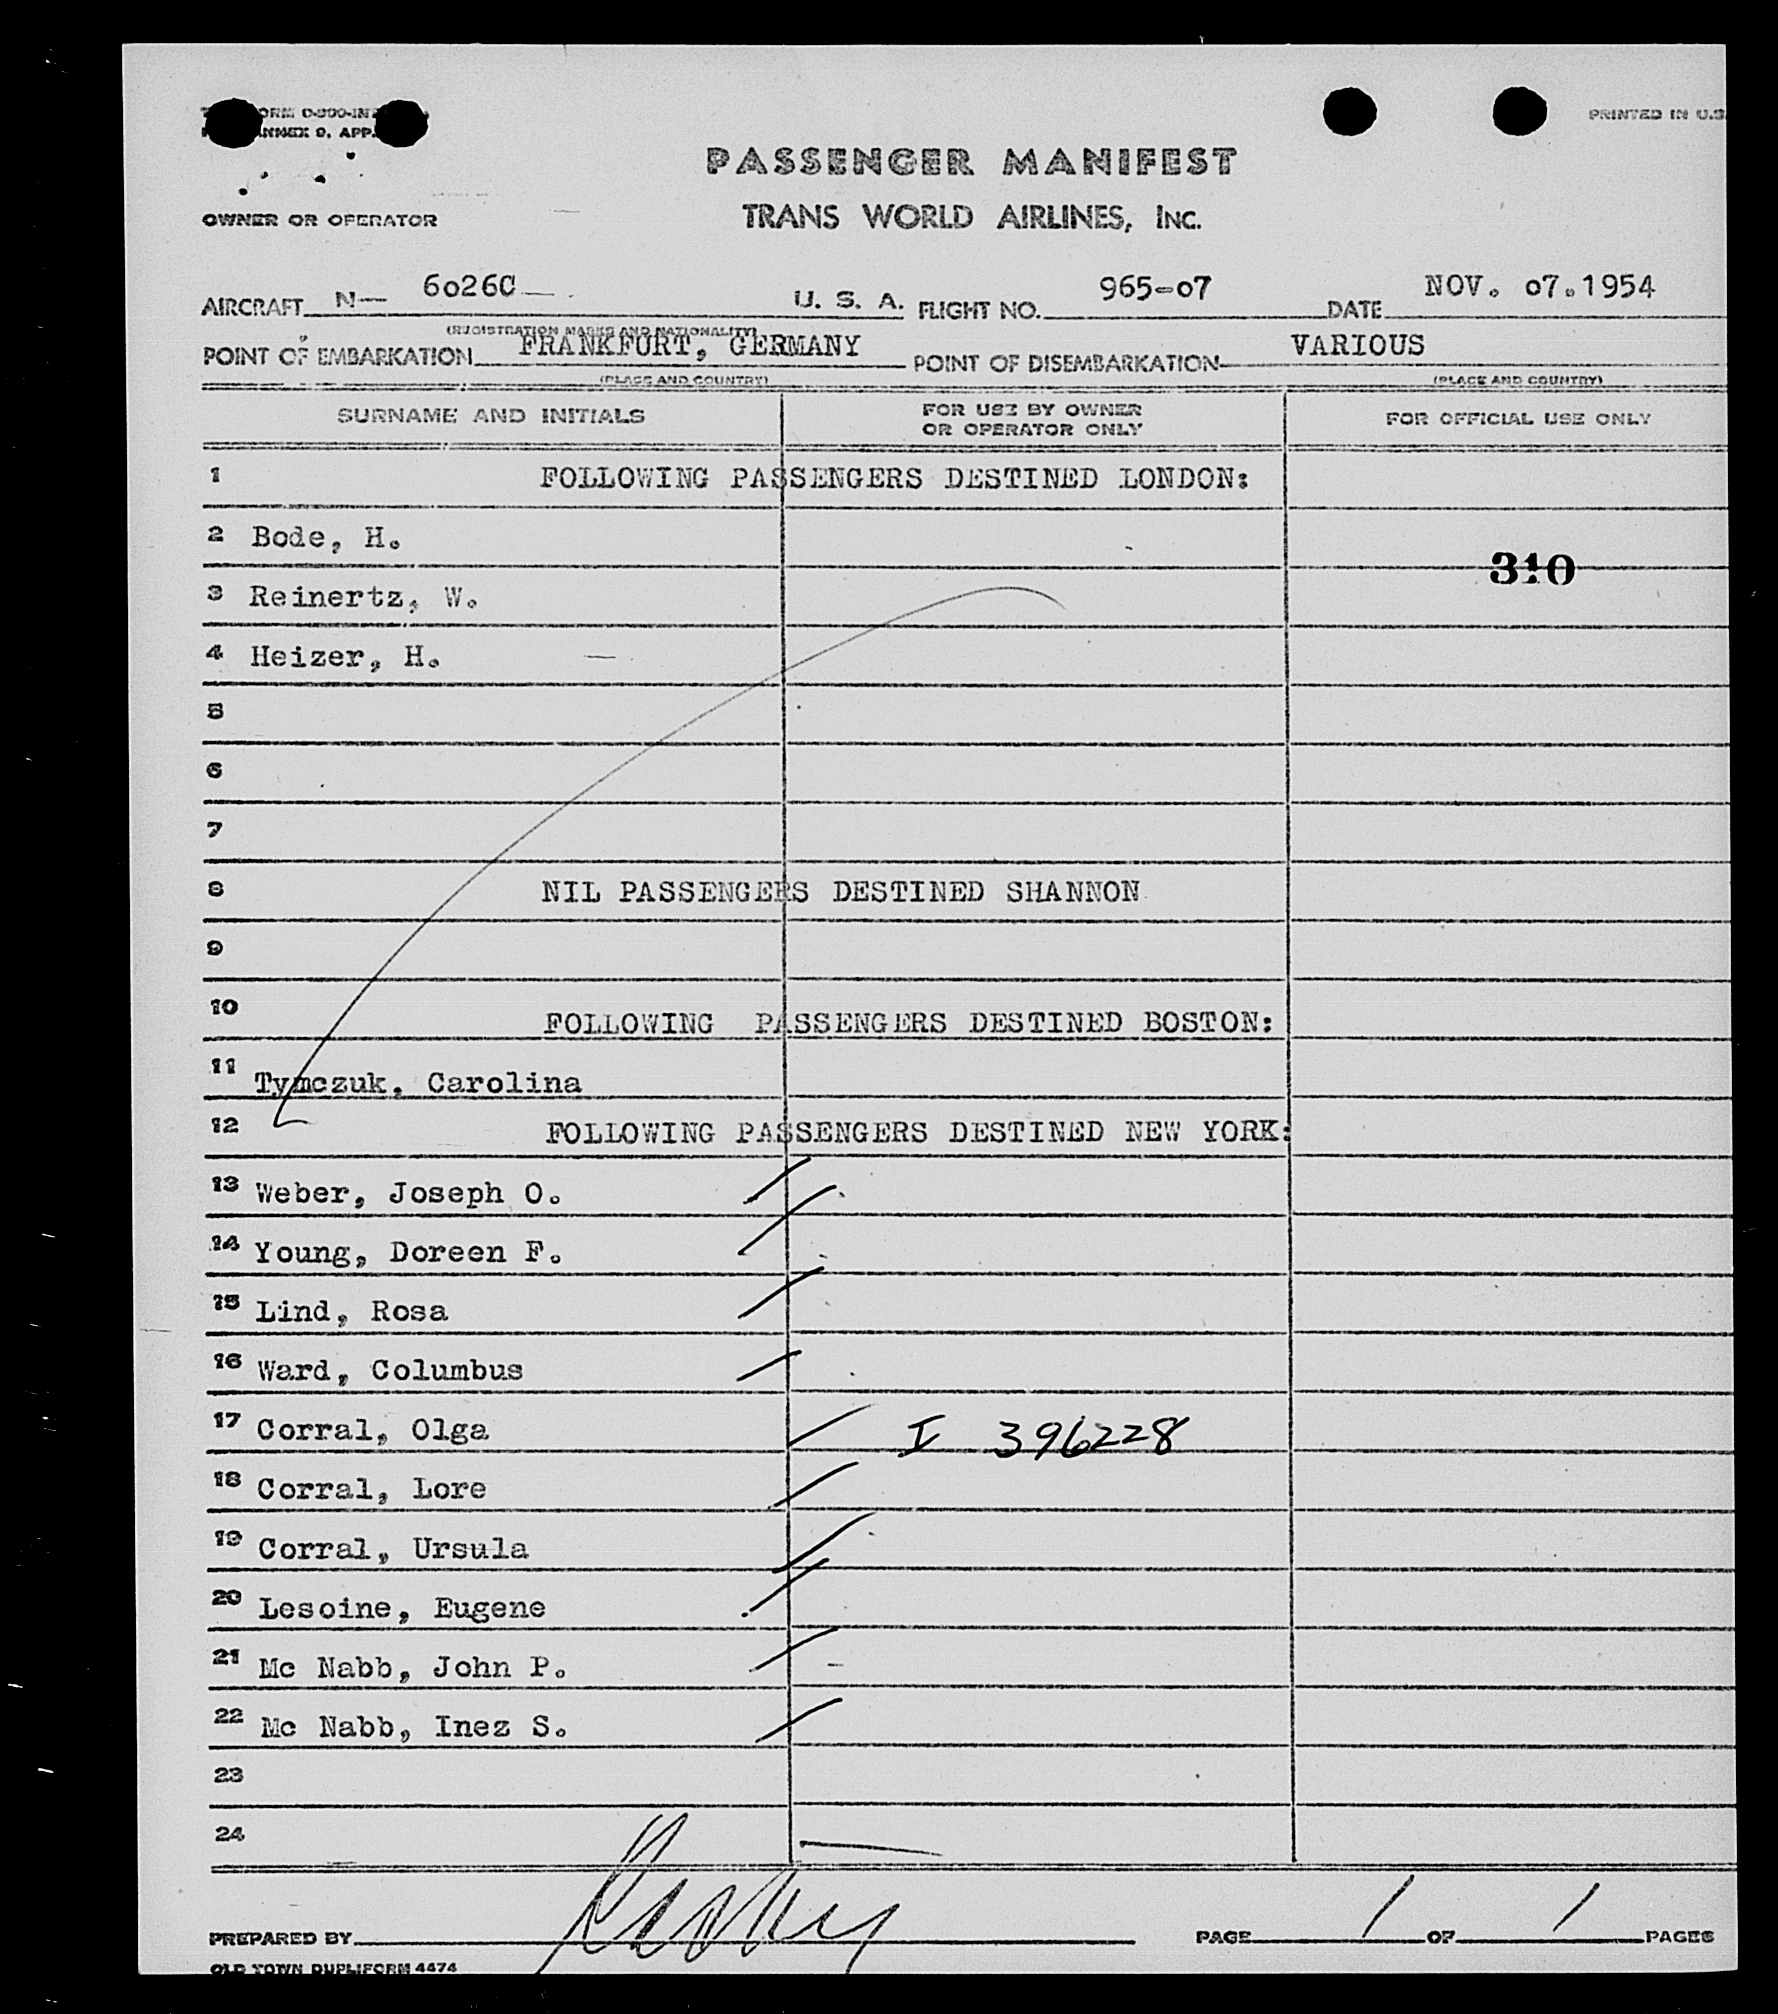 ANNEX 9, APP.
PRINTED IN U.S.
PASSENGER MANIFEST
TRANS WORLD AIRLINES, INC.
OWNER OR OPERATOR
AIRCRAFT N— 6o26C U. S. A. FLIGHT NO. 965-o7 DATE NOV. o7.1954
(REGISTRATION MARKS AND NATIONALITY)
POINT OF EMBARKATION FRANKFURT, GERMANY POINT OF DISEMBARKATION VARIOUS
(PLACE AND COUNTRY) (PLACE AND COUNTRY)
SURNAME AND INITIALS FOR USE BY OWNER OR OPERATOR ONLY FOR OFFICIAL USE ONLY
1 FOLLOWING PASSENGERS DESTINED LONDON:
2 Bode, H.
310
3 Reinertz, W.
4 Heizer, H.
5
6
7
8 NIL PASSENGERS DESTINED SHANNON
9
10 FOLLOWING PASSENGERS DESTINED BOSTON:
11 Tymczuk, Carolina
12 FOLLOWING PASSENGERS DESTINED NEW YORK:
13 Weber, Joseph O.
14 Young, Doreen F.
15 Lind, Rosa
16 Ward, Columbus
17 Corral, Olga I 396228
18 Corral, Lore
19 Corral, Ursula
20 Lesoine, Eugene
21 Mc Nabb, John P.
22 Mc Nabb, Inez S.
23
24
PREPARED BY PAGE 1 OF 1 PAGES
OLD TOWN DUPLIFORM 4474